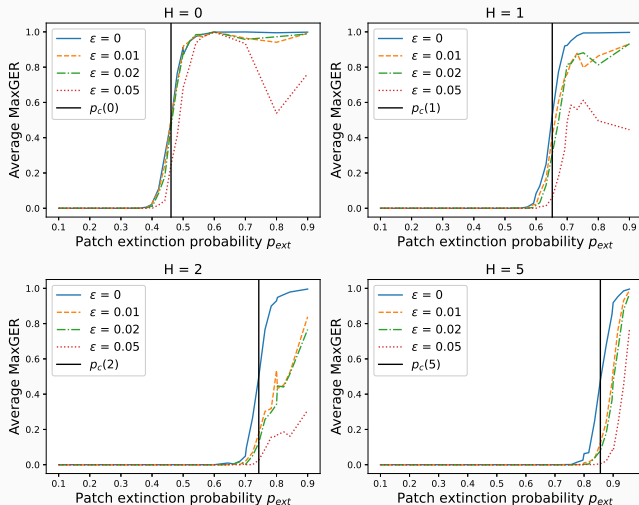 H = 0
Average MaxGER
1.0
0.8
0.6
0.4
0.2
0.0
ε = 0
ε = 0.01
ε = 0.02
ε = 0.05
p_c(0)
0.1 0.2 0.3 0.4 0.5 0.6 0.7 0.8 0.9
Patch extinction probability p_ext
H = 1
Average MaxGER
1.0
0.8
0.6
0.4
0.2
0.0
ε = 0
ε = 0.01
ε = 0.02
ε = 0.05
p_c(1)
0.1 0.2 0.3 0.4 0.5 0.6 0.7 0.8 0.9
Patch extinction probability p_ext
H = 2
Average MaxGER
1.0
0.8
0.6
0.4
0.2
0.0
ε = 0
ε = 0.01
ε = 0.02
ε = 0.05
p_c(2)
0.1 0.2 0.3 0.4 0.5 0.6 0.7 0.8 0.9
Patch extinction probability p_ext
H = 5
Average MaxGER
1.0
0.8
0.6
0.4
0.2
0.0
ε = 0
ε = 0.01
ε = 0.02
ε = 0.05
p_c(5)
0.1 0.2 0.3 0.4 0.5 0.6 0.7 0.8 0.9
Patch extinction probability p_ext